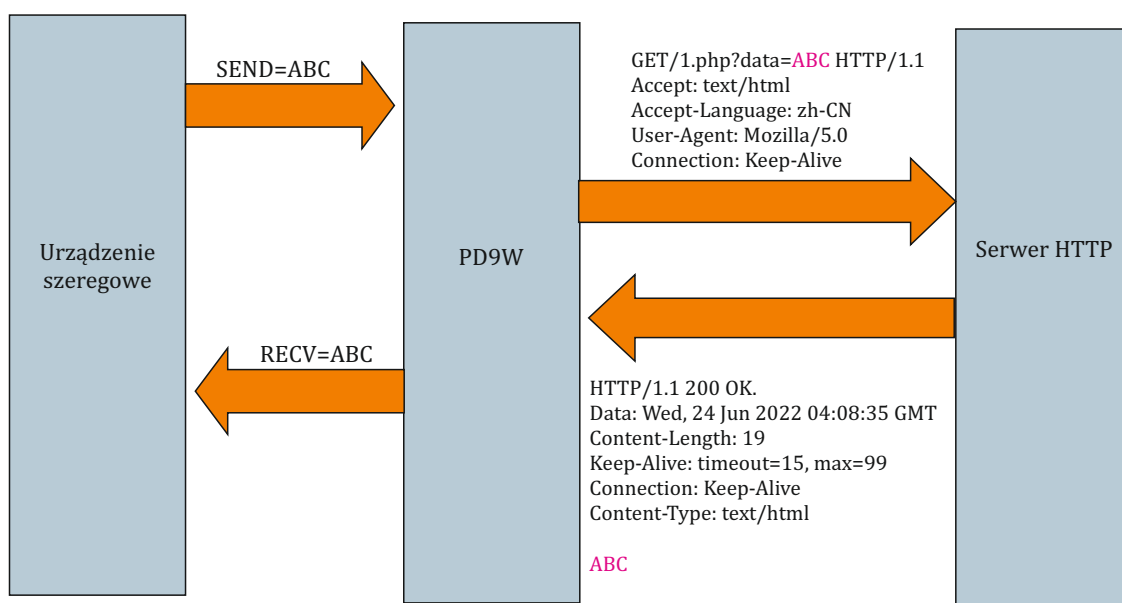 SEND=ABC
GET/1.php?data=ABC HTTP/1.1
Accept: text/html
Accept-Language: zh-CN
User-Agent: Mozilla/5.0
Connection: Keep-Alive
Urządzenie
szeregowe
PD9W
Serwer HTTP
RECV=ABC
HTTP/1.1 200 OK.
Data: Wed, 24 Jun 2022 04:08:35 GMT
Content-Length: 19
Keep-Alive: timeout=15, max=99
Connection: Keep-Alive
Content-Type: text/html
ABC